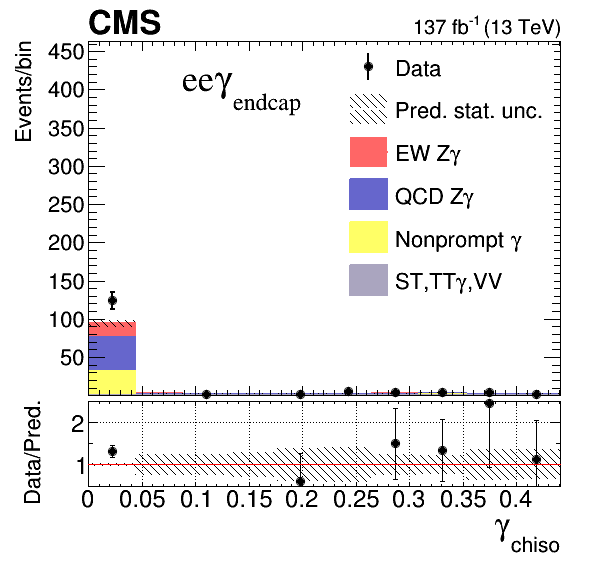 CMS 137 fb⁻¹ (13 TeV)
Events/bin
450
400
350
300
250
200
150
100
50
eeγendcap
Data
Pred. stat. unc.
EW Zγ
QCD Zγ
Nonprompt γ
ST,TTγ,VV
Data/Pred.
2
1
0 0.05 0.1 0.15 0.2 0.25 0.3 0.35 0.4
γchiso